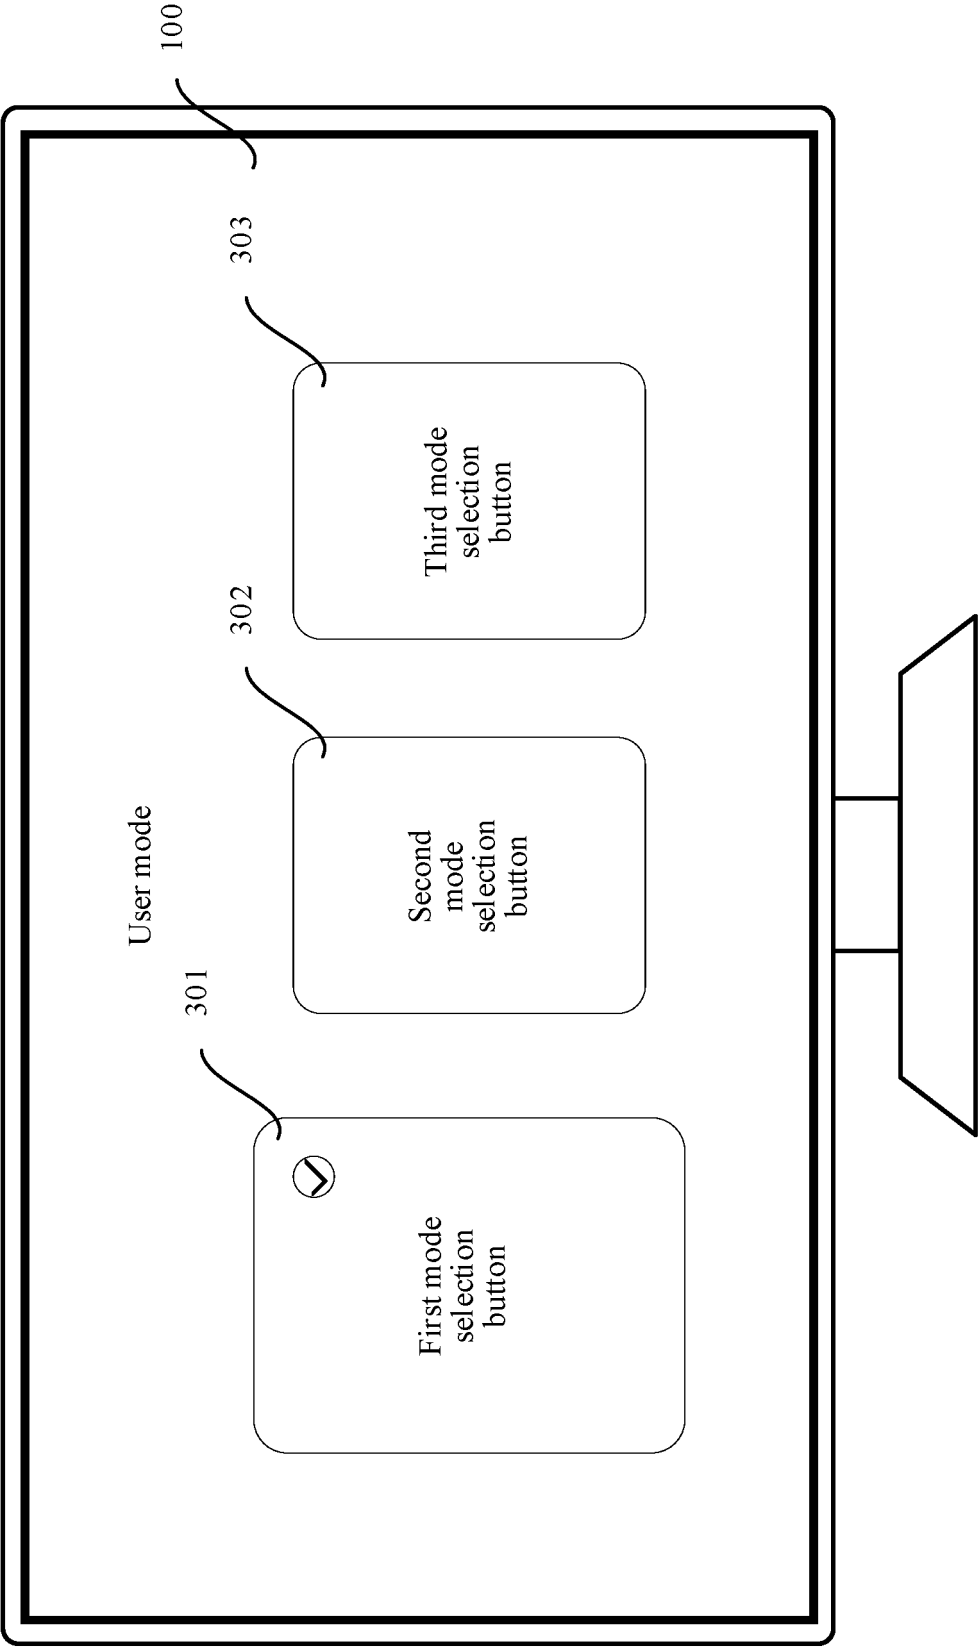 100
User mode
301
302
303
First mode
selection
button
Second
mode
selection
button
Third mode
selection
button